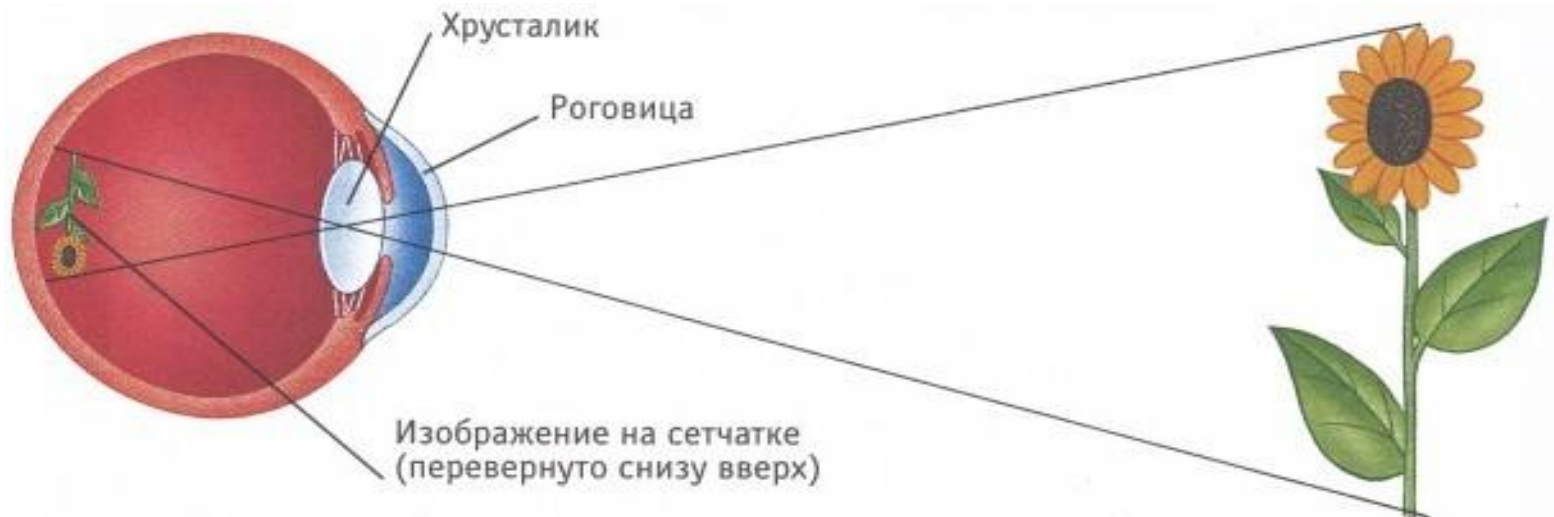 Хрусталик
Роговица
Изображение на сетчатке
(перевернуто снизу вверх)